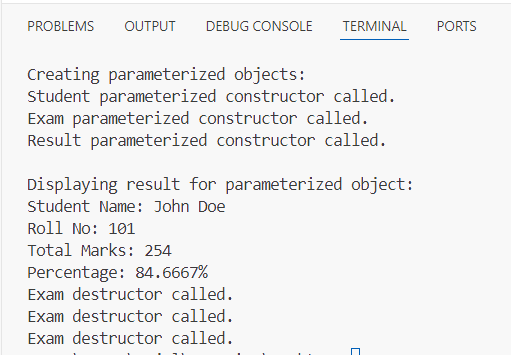 PROBLEMS OUTPUT DEBUG CONSOLE TERMINAL PORTS
Creating parameterized objects:
Student parameterized constructor called.
Exam parameterized constructor called.
Result parameterized constructor called.
Displaying result for parameterized object:
Student Name: John Doe
Roll No: 101
Total Marks: 254
Percentage: 84.6667%
Exam destructor called.
Exam destructor called.
Exam destructor called.